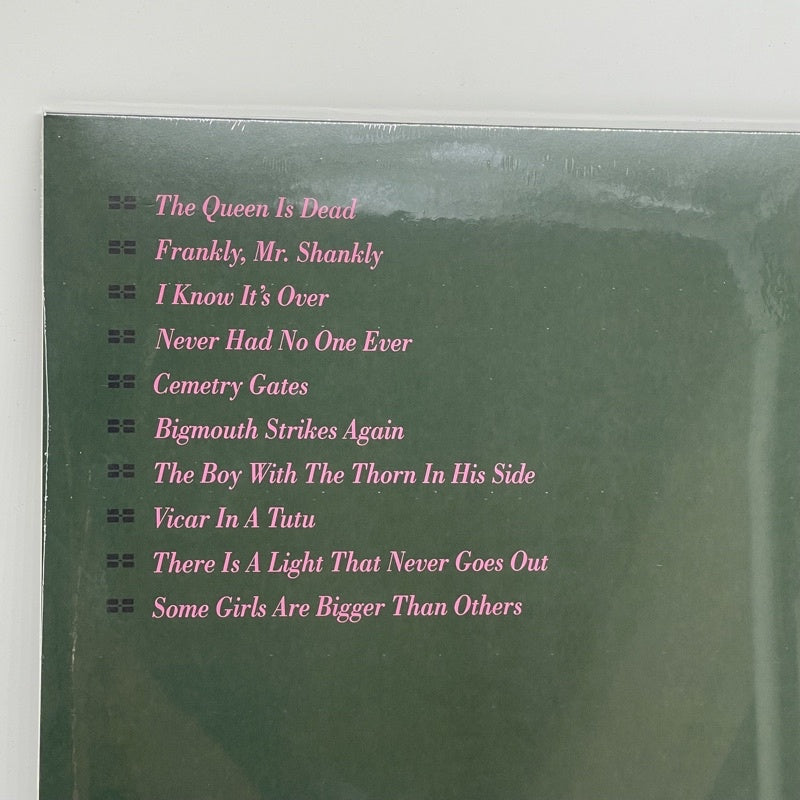 The Queen Is Dead
Frankly, Mr. Shankly
I Know It's Over
Never Had No One Ever
Cemetry Gates
Bigmouth Strikes Again
The Boy With The Thorn In His Side
Vicar In A Tutu
There Is A Light That Never Goes Out
Some Girls Are Bigger Than Others